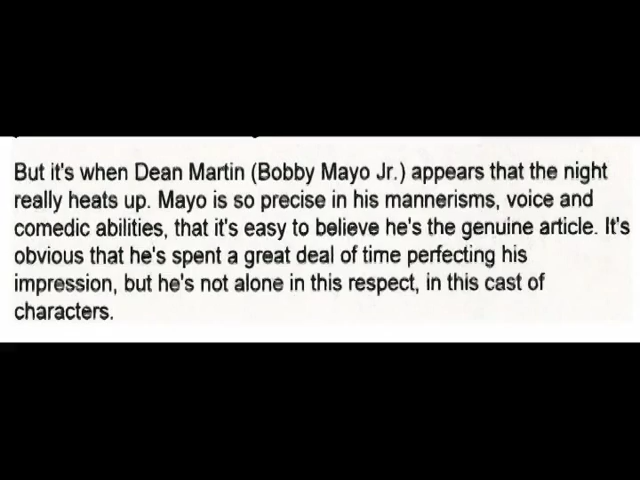 But it's when Dean Martin (Bobby Mayo Jr.) appears that the night
really heats up. Mayo is so precise in his mannerisms, voice and
comedic abilities, that it's easy to believe he's the genuine article. It's
obvious that he's spent a great deal of time perfecting his
impression, but he's not alone in this respect, in this cast of
characters.